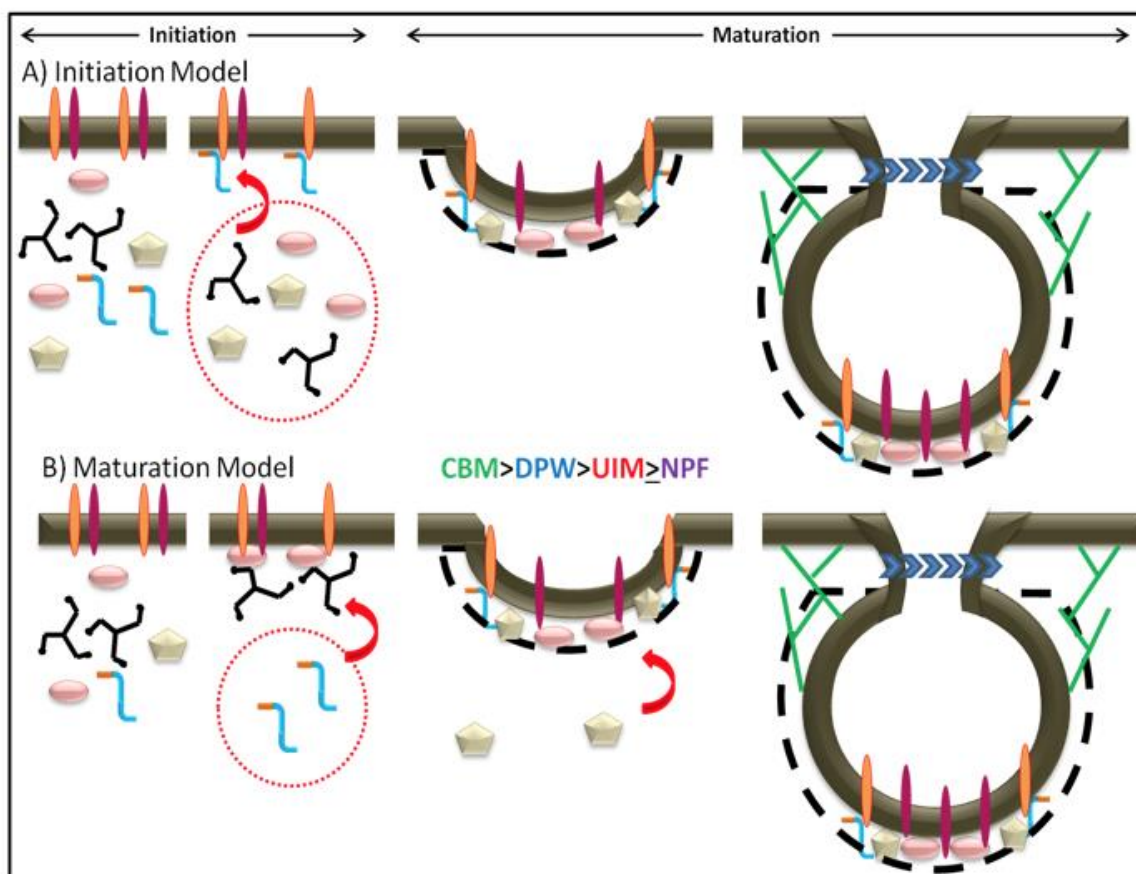 Initiation
Maturation
A) Initiation Model
B) Maturation Model
CBM>DPW>UIM≥NPF